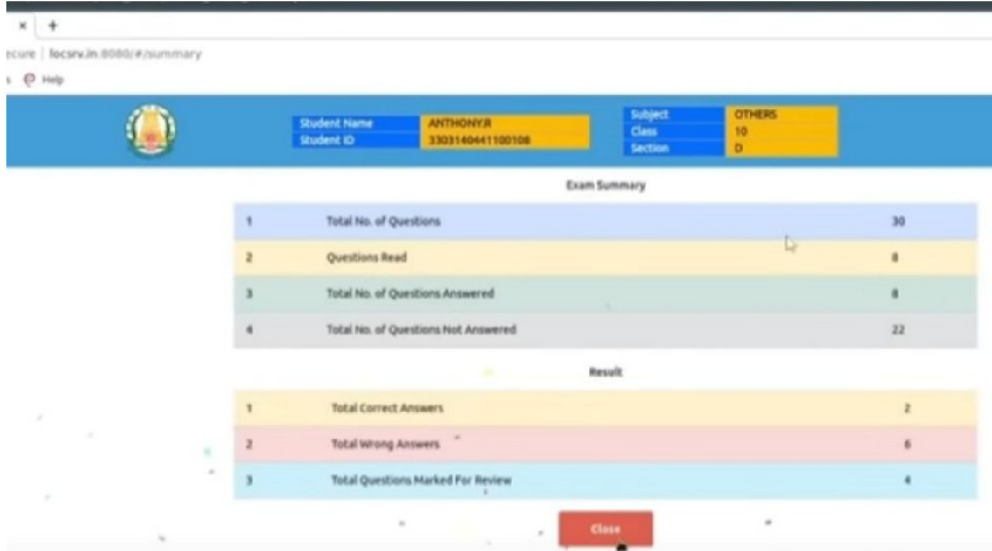 × +
ecure | locsrv.in:8080/#/summary
Help
Student Name ANTHONY.R
Student ID 3303140441100108
Subject OTHERS
Class 10
Section D
Exam Summary
1 Total No. of Questions 30
2 Questions Read 8
3 Total No. of Questions Answered 8
4 Total No. of Questions Not Answered 22
Result
1 Total Correct Answers 2
2 Total Wrong Answers 6
3 Total Questions Marked For Review 4
Close